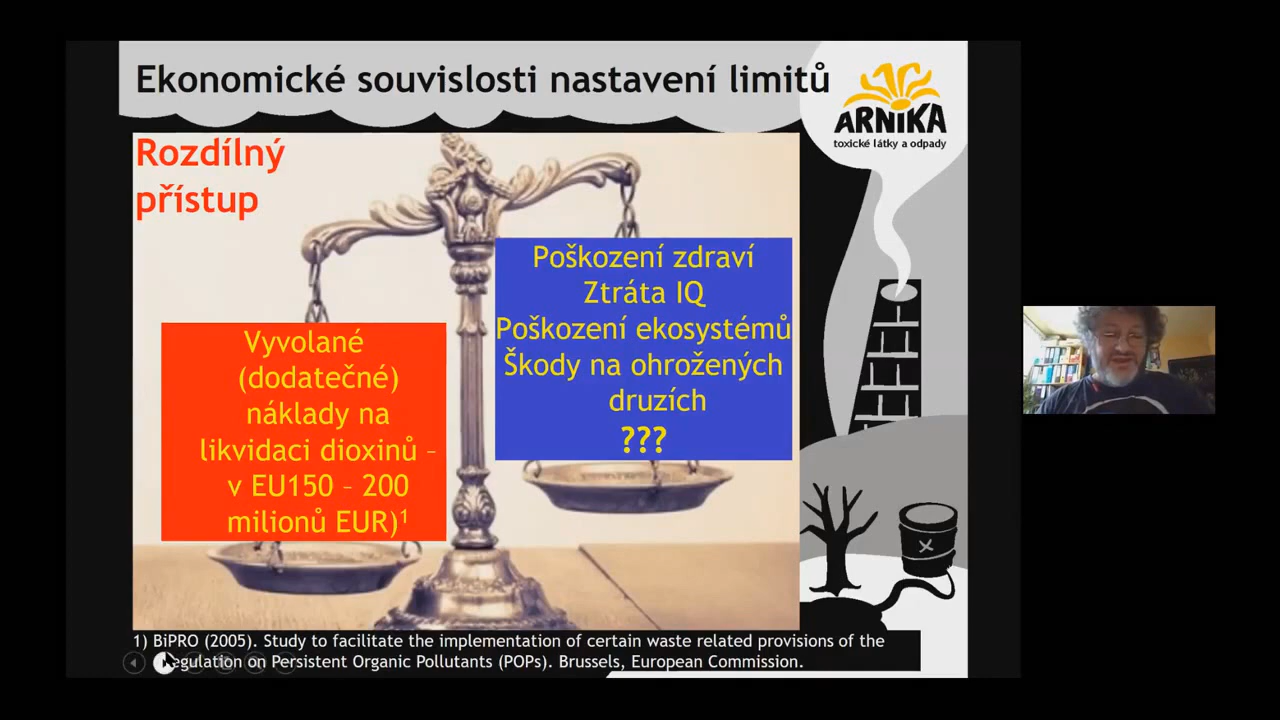 Ekonomické souvislosti nastavení limitů
ARNIKA
toxické látky a odpady
Rozdílný
přístup
Poškození zdraví
Ztráta IQ
Poškození ekosystémů
Škody na ohrožených
druzích
???
Vyvolané
(dodatečné)
náklady na
likvidaci dioxinů –
v EU150 – 200
milionů EUR)¹
1) BiPRO (2005). Study to facilitate the implementation of certain waste related provisions of the
Regulation on Persistent Organic Pollutants (POPs). Brussels, European Commission.